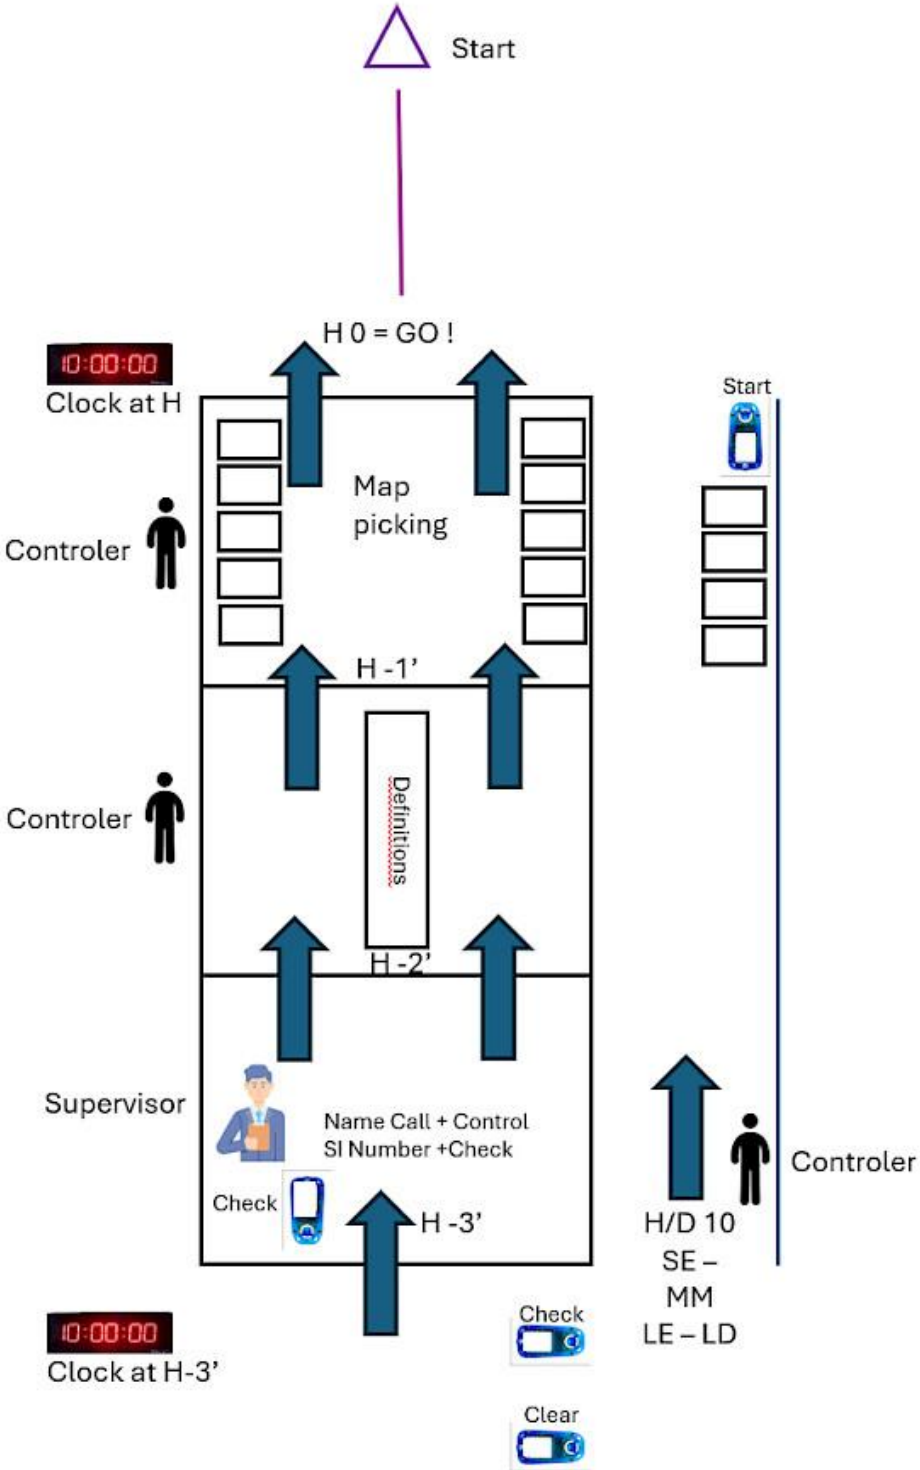 Start
H 0 = GO !
10:00:00
Clock at H
Start
Map
picking
Controler
H -1’
Definitions
Controler
H -2’
Supervisor
Name Call + Control
SI Number +Check
Controler
Check
H -3’
H/D 10
SE –
MM
LE – LD
10:00:00
Clock at H-3’
Check
Clear